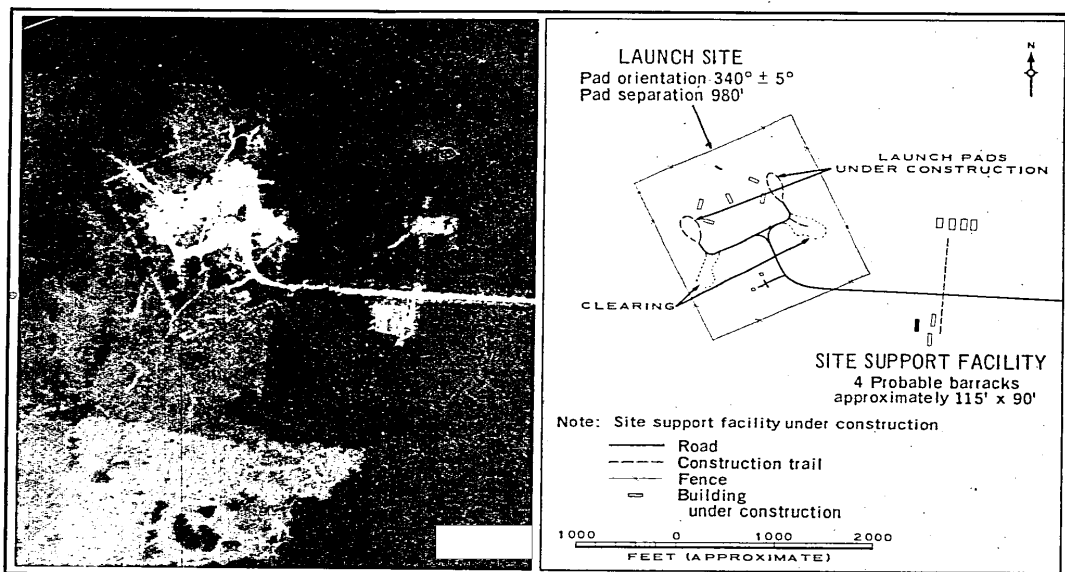 LAUNCH SITE
Pad orientation 340° ± 5°
Pad separation 980'
N
LAUNCH PADS
UNDER CONSTRUCTION
CLEARING
SITE SUPPORT FACILITY
4 Probable barracks
approximately 115' x 90'
Note: Site support facility under construction
Road
Construction trail
Fence
Building
under construction
1000 0 1000 2000
FEET (APPROXIMATE)